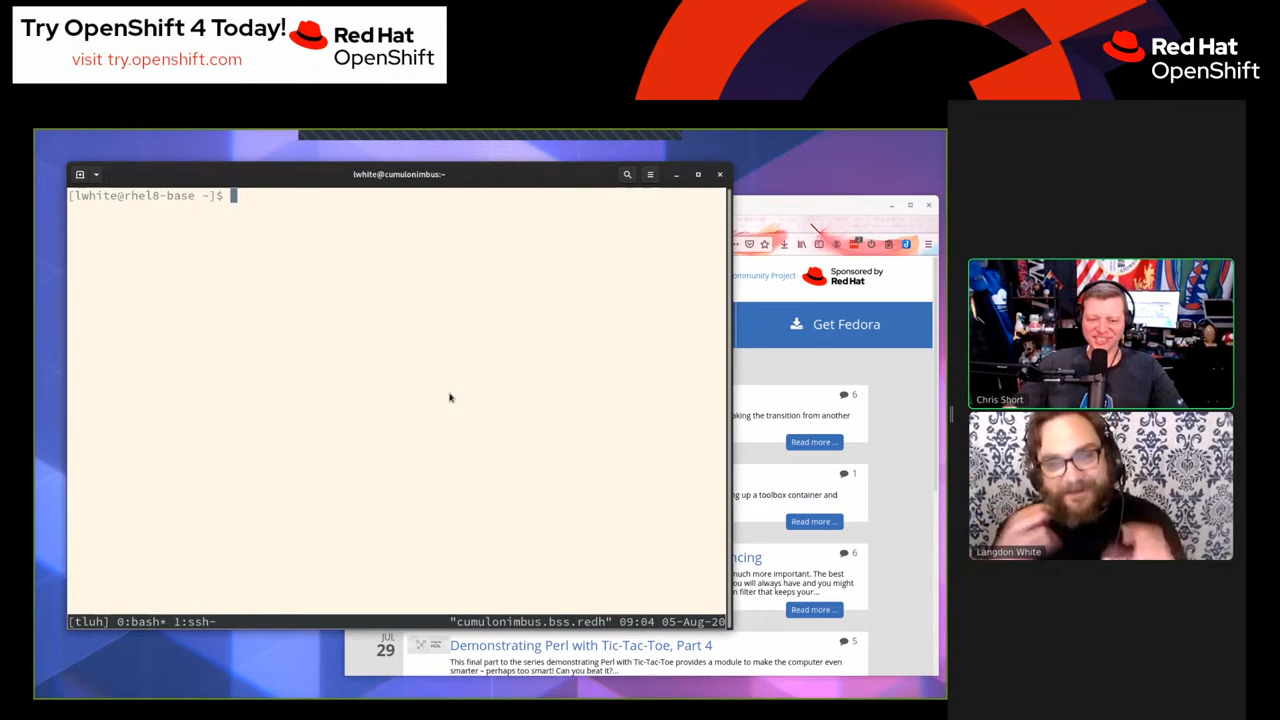 Try OpenShift 4 Today!
visit try.openshift.com
Red Hat
OpenShift
Red Hat
OpenShift
lwhite@cumulonimbus:~
[lwhite@rhel8-base ~]$
ommunity Project
Sponsored by
Red Hat
Get Fedora
6
aking the transition from another
Read more ...
1
ng up a toolbox container and
Read more ...
ncing
6
much more important. The best
ou will always have and you might
n filter that keeps your...
Read more ...
[tluh] 0:bash* 1:ssh-
"cumulonimbus.bss.redh" 09:04 05-Aug-20
JUL
29
Demonstrating Perl with Tic-Tac-Toe, Part 4
5
This final part to the series demonstrating Perl with Tic-Tac-Toe provides a module to make the computer even
smarter – perhaps too smart! Can you beat it?...
Chris Short
Langdon White